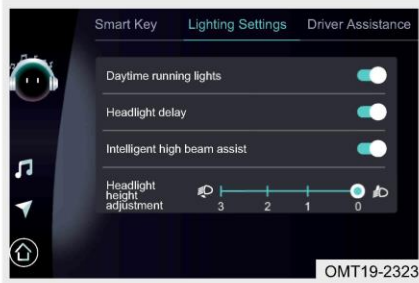 Smart Key Lighting Settings Driver Assistance
Daytime running lights
Headlight delay
Intelligent high beam assist
Headlight
height
adjustment
3 2 1 0
OMT19-2323